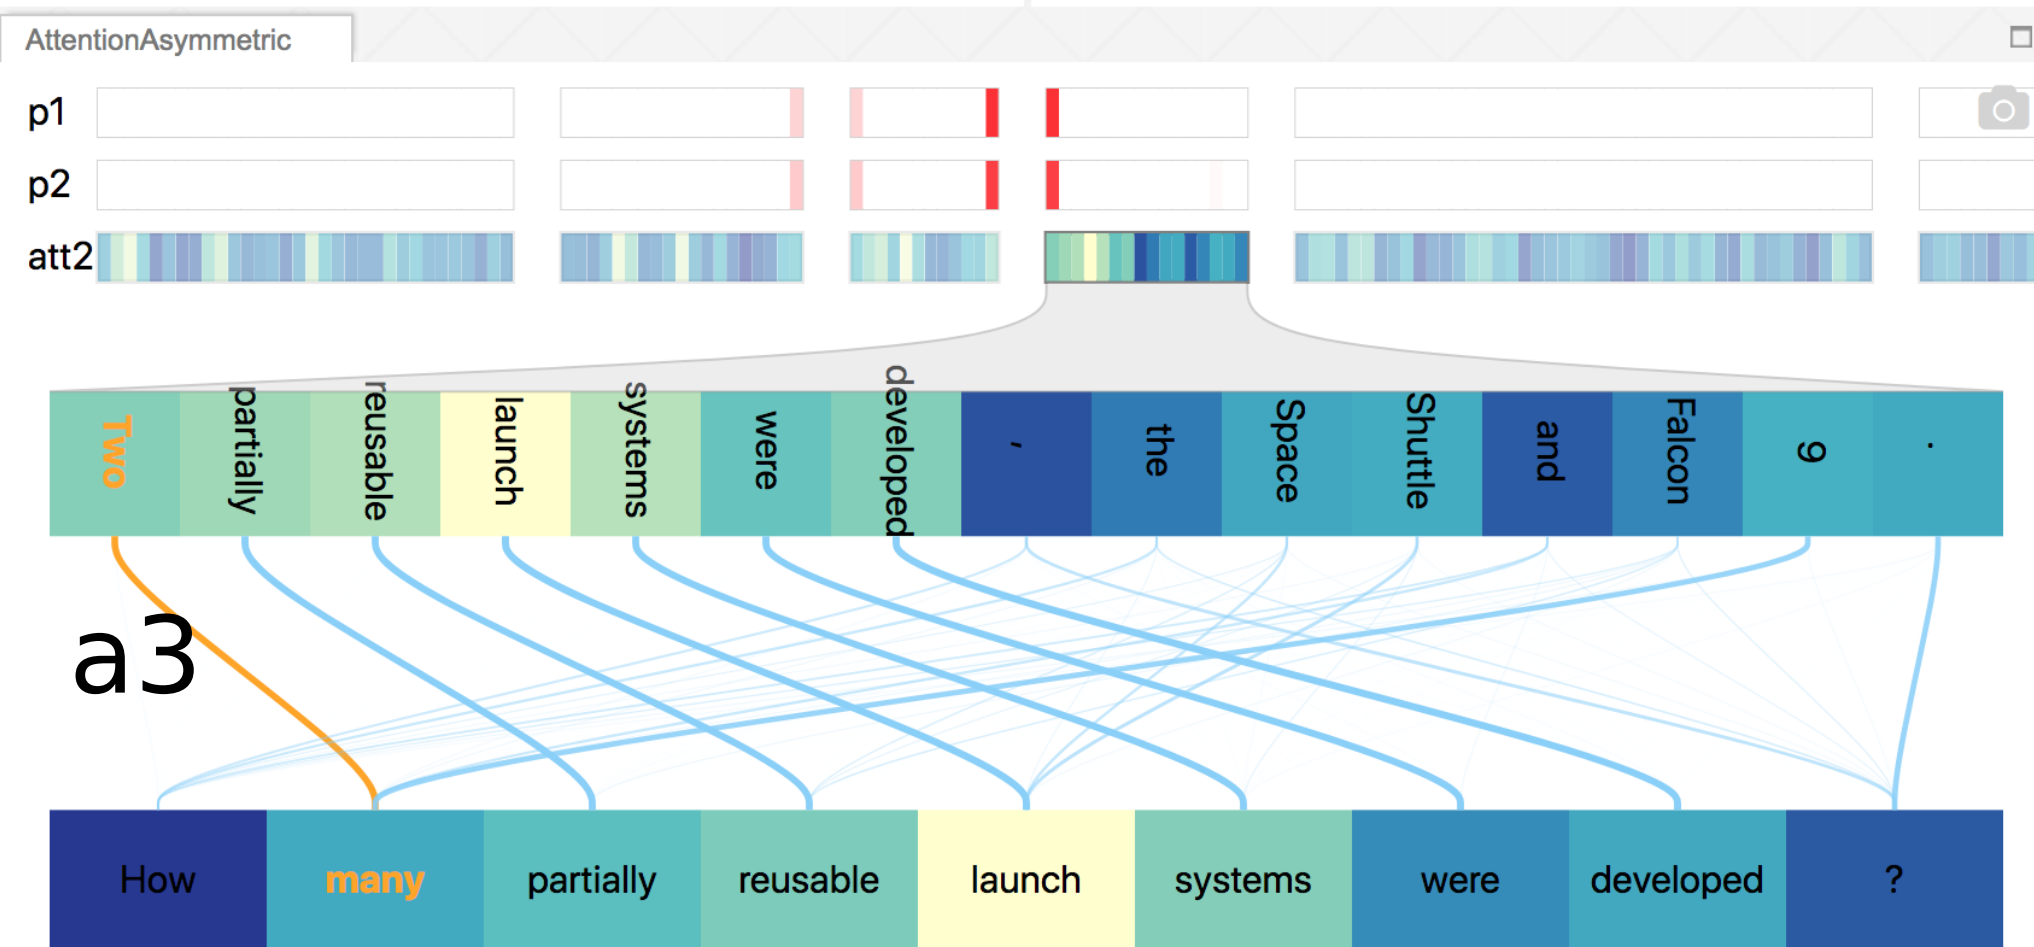 AttentionAsymmetric
p1
p2
att2
Two partially reusable launch systems were developed , the Space Shuttle and Falcon 9 .
a3
How many partially reusable launch systems were developed ?